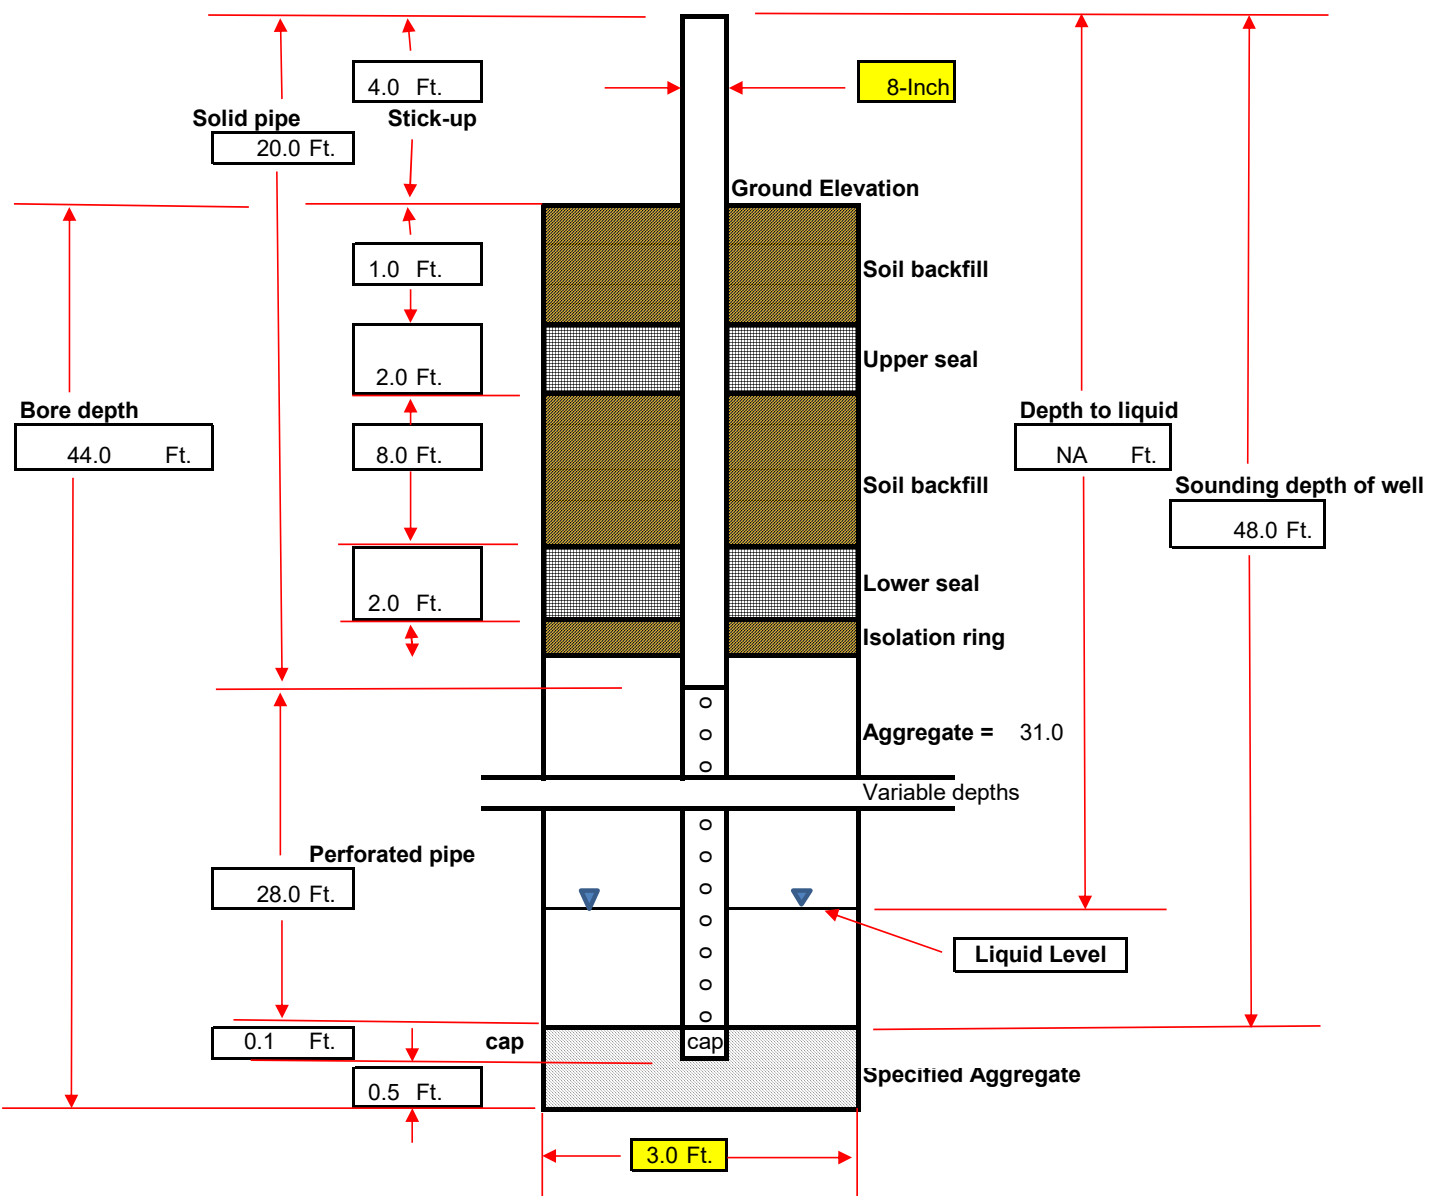 4.0 Ft.
8-Inch
Solid pipe
Stick-up
20.0 Ft.
Ground Elevation
1.0 Ft.
Soil backfill
2.0 Ft.
Upper seal
Bore depth
44.0 Ft.
8.0 Ft.
Depth to liquid
NA Ft.
Soil backfill
Sounding depth of well
48.0 Ft.
2.0 Ft.
Lower seal
Isolation ring
o
o
o
Aggregate = 31.0
Variable depths
o
o
o
o
o
o
o
Perforated pipe
28.0 Ft.
Liquid Level
0.1 Ft.
cap
cap
0.5 Ft.
Specified Aggregate
3.0 Ft.